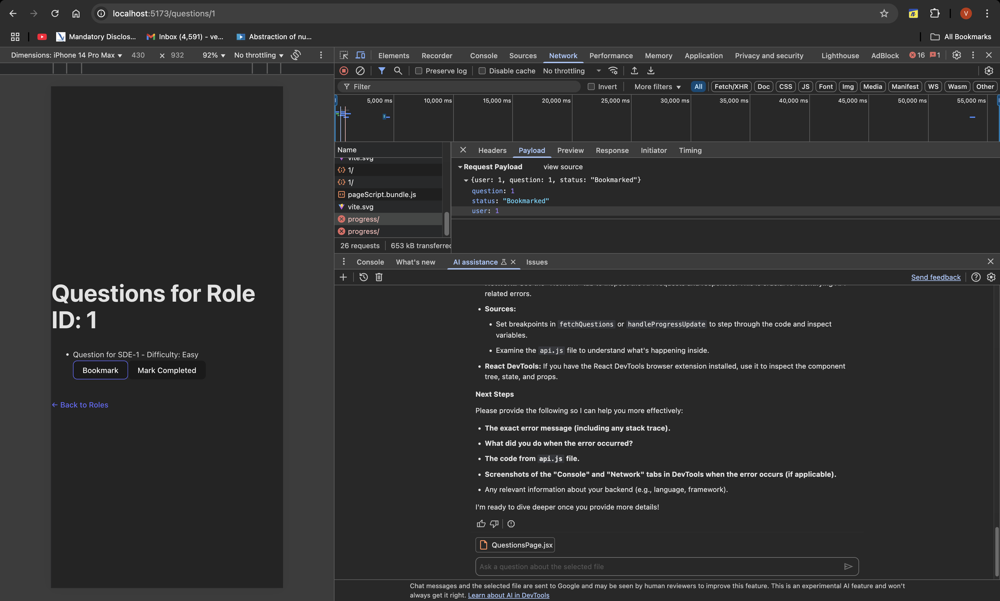 localhost:5173/questions/1
V
Mandatory Disclos...
Inbox (4,591) - ve...
Abstraction of nu...
All Bookmarks
Dimensions: iPhone 14 Pro Max
430
×
932
92%
No throttling
Elements
Recorder
Console
Sources
Network
Performance
Memory
Application
Privacy and security
Lighthouse
AdBlock
16
1
Preserve log
Disable cache
No throttling
Filter
Invert
More filters
All
Fetch/XHR
Doc
CSS
JS
Font
Img
Media
Manifest
WS
Wasm
Other
5,000 ms
10,000 ms
15,000 ms
20,000 ms
25,000 ms
30,000 ms
35,000 ms
40,000 ms
45,000 ms
50,000 ms
55,000 ms
Name
vite.svg
1/
1/
pageScript.bundle.js
vite.svg
progress/
progress/
26 requests
653 kB transferred
Headers
Payload
Preview
Response
Initiator
Timing
Request Payload
view source
{user: 1, question: 1, status: "Bookmarked"}
question: 1
status: "Bookmarked"
user: 1
Questions for Role
ID: 1
• Question for SDE-1 - Difficulty: Easy
Bookmark
Mark Completed
← Back to Roles
Console
What's new
AI assistance
Issues
Send feedback
related errors.
• Sources:
• Set breakpoints in fetchQuestions or handleProgressUpdate to step through the code and inspect
variables.
• Examine the api.js file to understand what's happening inside.
• React DevTools: If you have the React DevTools browser extension installed, use it to inspect the component
tree, state, and props.
Next Steps
Please provide the following so I can help you more effectively:
• The exact error message (including any stack trace).
• What did you do when the error occurred?
• The code from api.js file.
• Screenshots of the "Console" and "Network" tabs in DevTools when the error occurs (if applicable).
• Any relevant information about your backend (e.g., language, framework).
I'm ready to dive deeper once you provide more details!
QuestionsPage.jsx
Ask a question about the selected file
Chat messages and the selected file are sent to Google and may be seen by human reviewers to improve this feature. This is an experimental AI feature and won't
always get it right. Learn about AI in DevTools